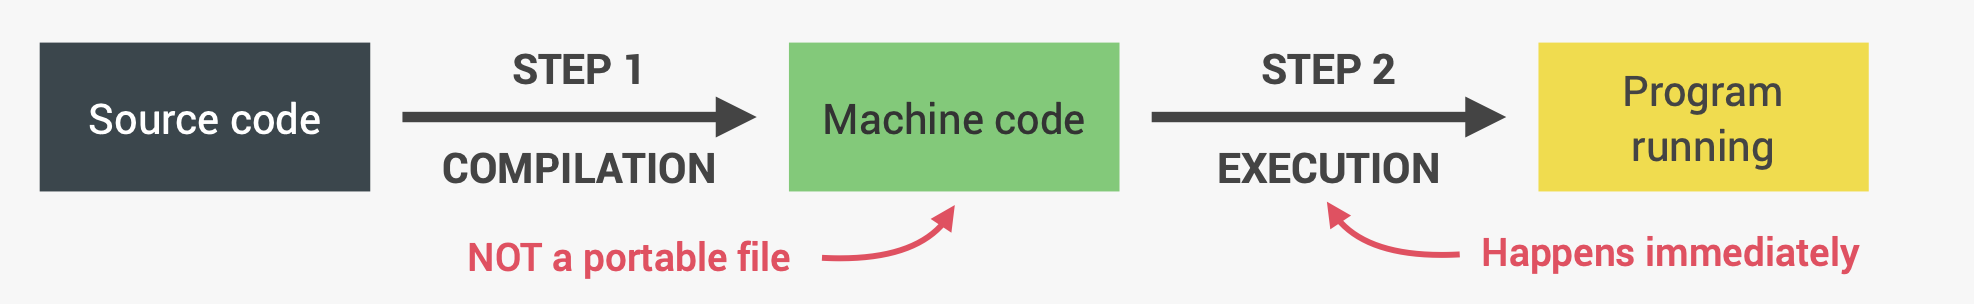 Source code
STEP 1
COMPILATION
Machine code
STEP 2
EXECUTION
Program
running
NOT a portable file
Happens immediately